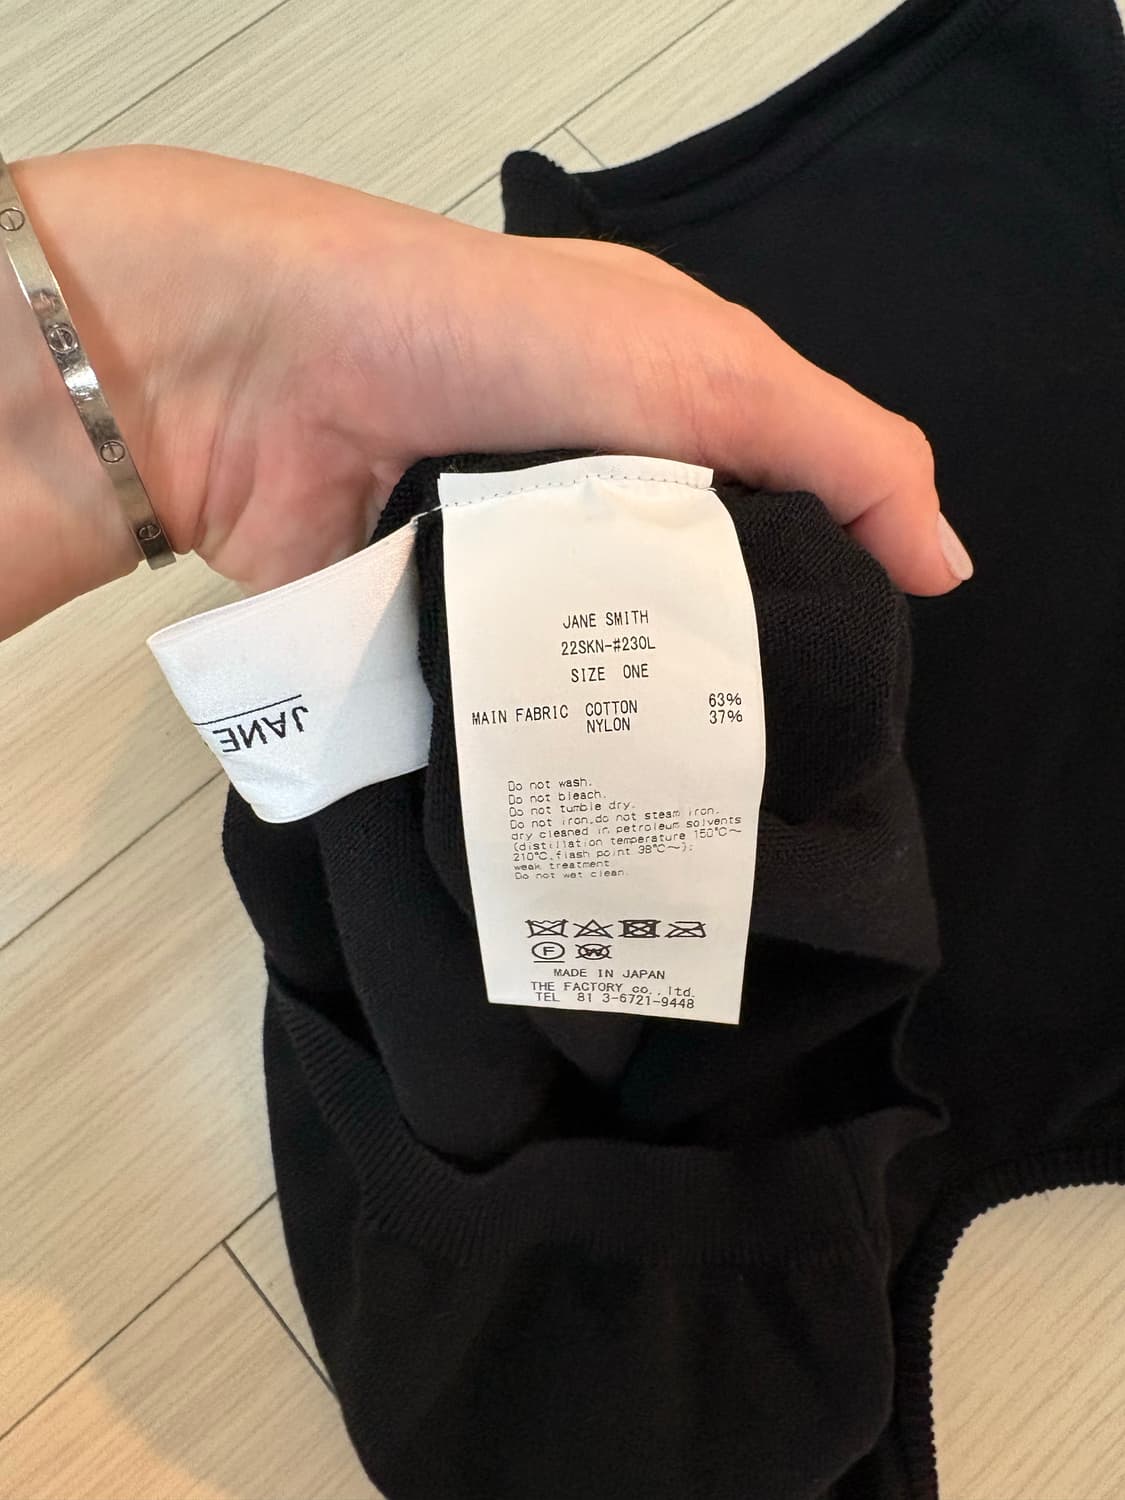 JANE
JANE SMITH
22SKN-#230L
SIZE ONE
MAIN FABRIC COTTON 63%
NYLON 37%
Do not wash.
Do not bleach.
Do not tumble dry.
Do not iron.do not steam iron.
dry cleaned in petroleum solvents
(distillation temperature 150℃～
210℃.flash point 38℃～):
weak treatment.
Do not wet clean.
F
W
MADE IN JAPAN
THE FACTORY co., ltd.
TEL 81 3-6721-9448